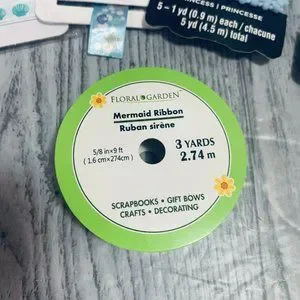 PRINCESS / PRINCESSE
5 – 1 yd (0.9 m) each / chacune
5 yd (4.5 m) total
FLORAL GARDEN™
Mermaid Ribbon
Ruban sirène
5/8 in x 9 ft
( 1.6 cm x 274cm )
3 YARDS
2.74 m
SCRAPBOOKS • GIFT BOWS
CRAFTS • DECORATING